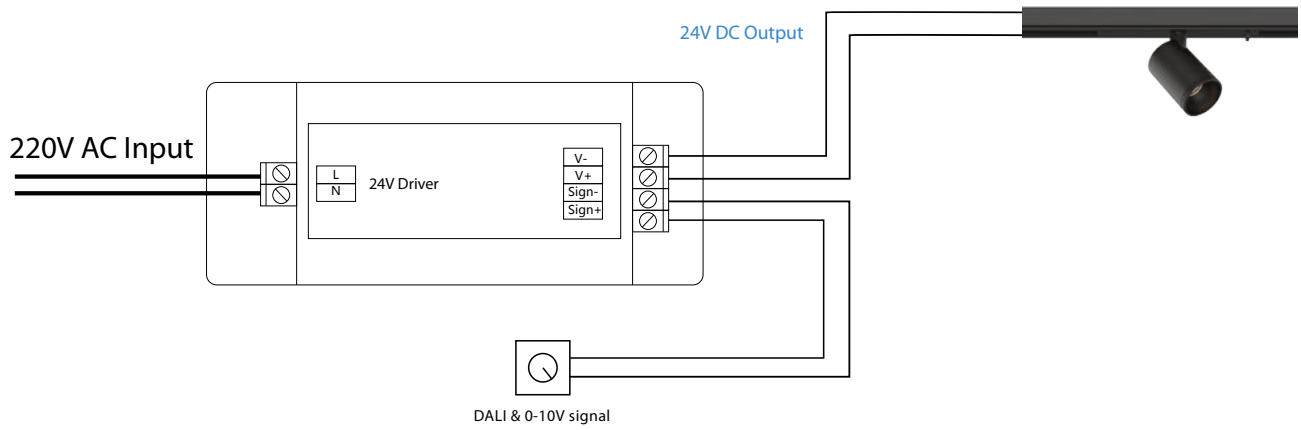 24V DC Output
220V AC Input
L
N
24V Driver
V-
V+
Sign-
Sign+
DALI & 0-10V signal